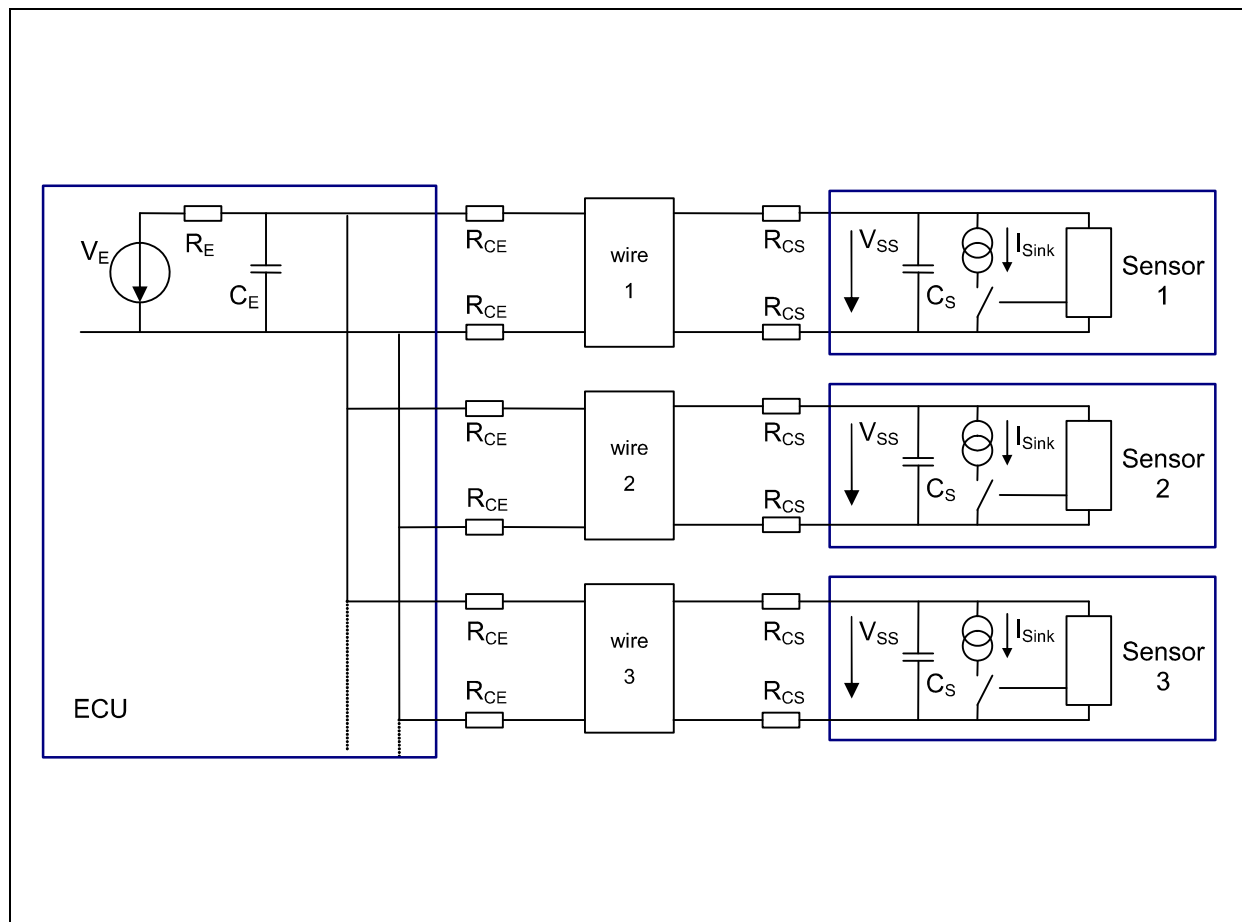 V_E
R_E
C_E
ECU
R_CE
R_CE
wire
1
R_CS
R_CS
V_SS
C_S
I_Sink
Sensor
1
R_CE
R_CE
wire
2
R_CS
R_CS
V_SS
C_S
I_Sink
Sensor
2
R_CE
R_CE
wire
3
R_CS
R_CS
V_SS
C_S
I_Sink
Sensor
3